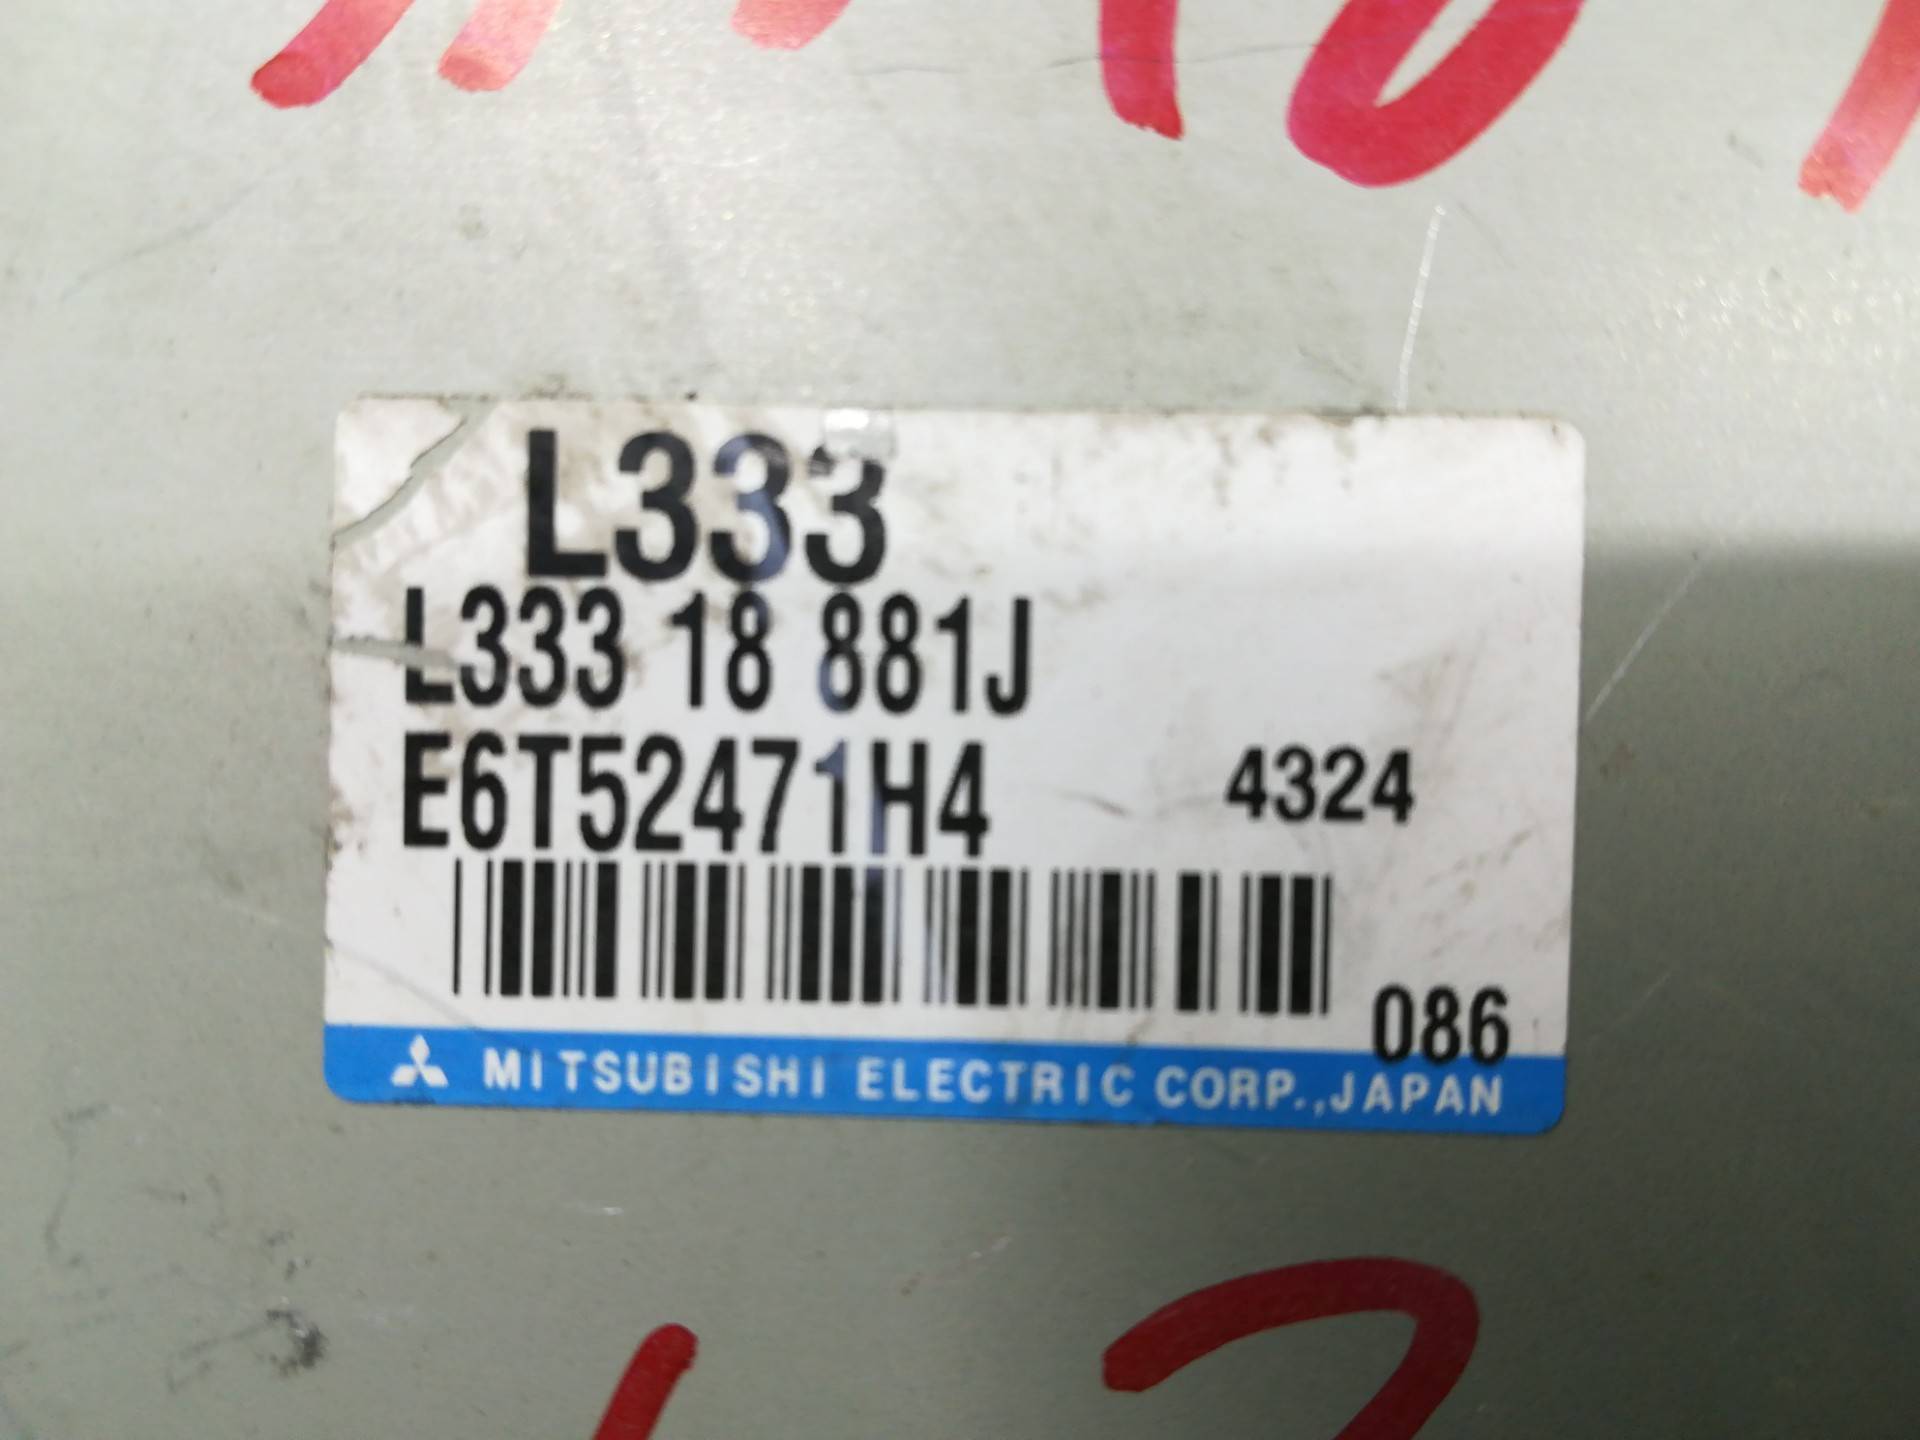 L333
L333 18 881J
E6T52471H4 4324
086
MITSUBISHI ELECTRIC CORP.,JAPAN